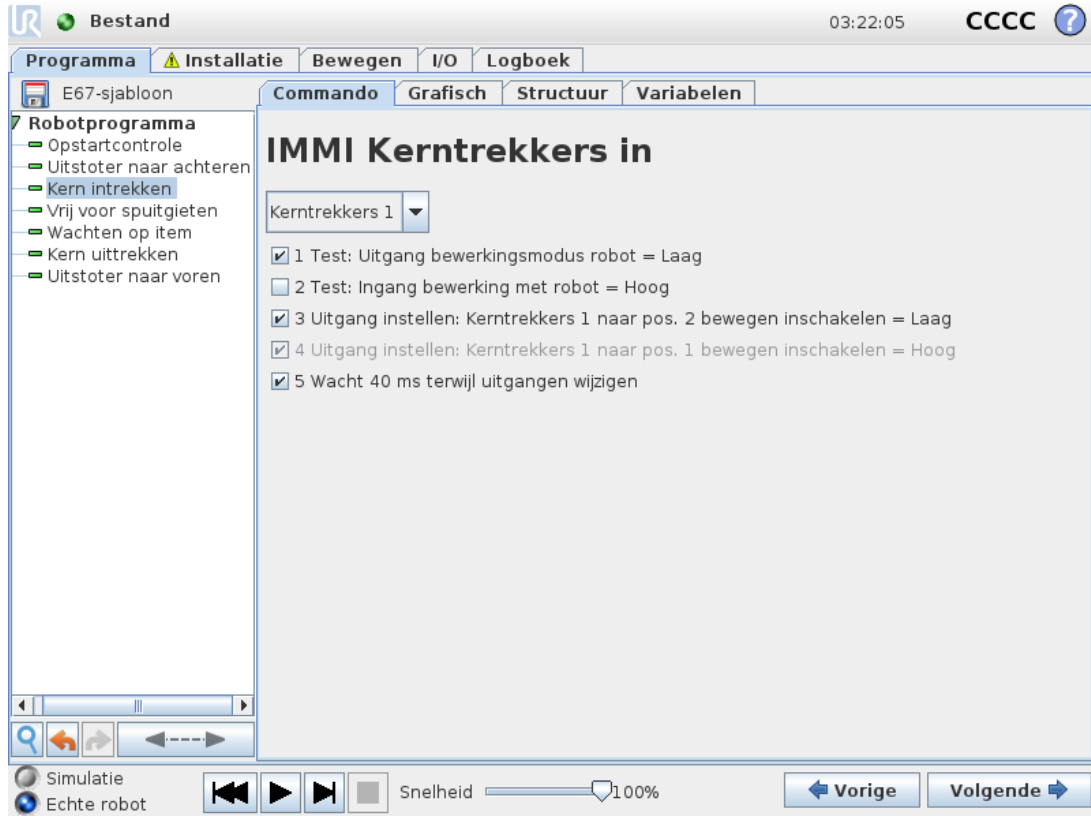 UR Bestand 03:22:05 CCCC ?
Programma Installatie Bewegen I/O Logboek
E67-sjabloon
Commando Grafisch Structuur Variabelen
Robotprogramma
Opstartcontrole
Uitstoter naar achteren
Kern intrekken
Vrij voor spuitgieten
Wachten op item
Kern uittrekken
Uitstoter naar voren
IMMI Kerntrekkers in
Kerntrekkers 1
1 Test: Uitgang bewerkingsmodus robot = Laag
2 Test: Ingang bewerking met robot = Hoog
3 Uitgang instellen: Kerntrekkers 1 naar pos. 2 bewegen inschakelen = Laag
4 Uitgang instellen: Kerntrekkers 1 naar pos. 1 bewegen inschakelen = Hoog
5 Wacht 40 ms terwijl uitgangen wijzigen
Simulatie
Echte robot
Snelheid 100%
Vorige Volgende